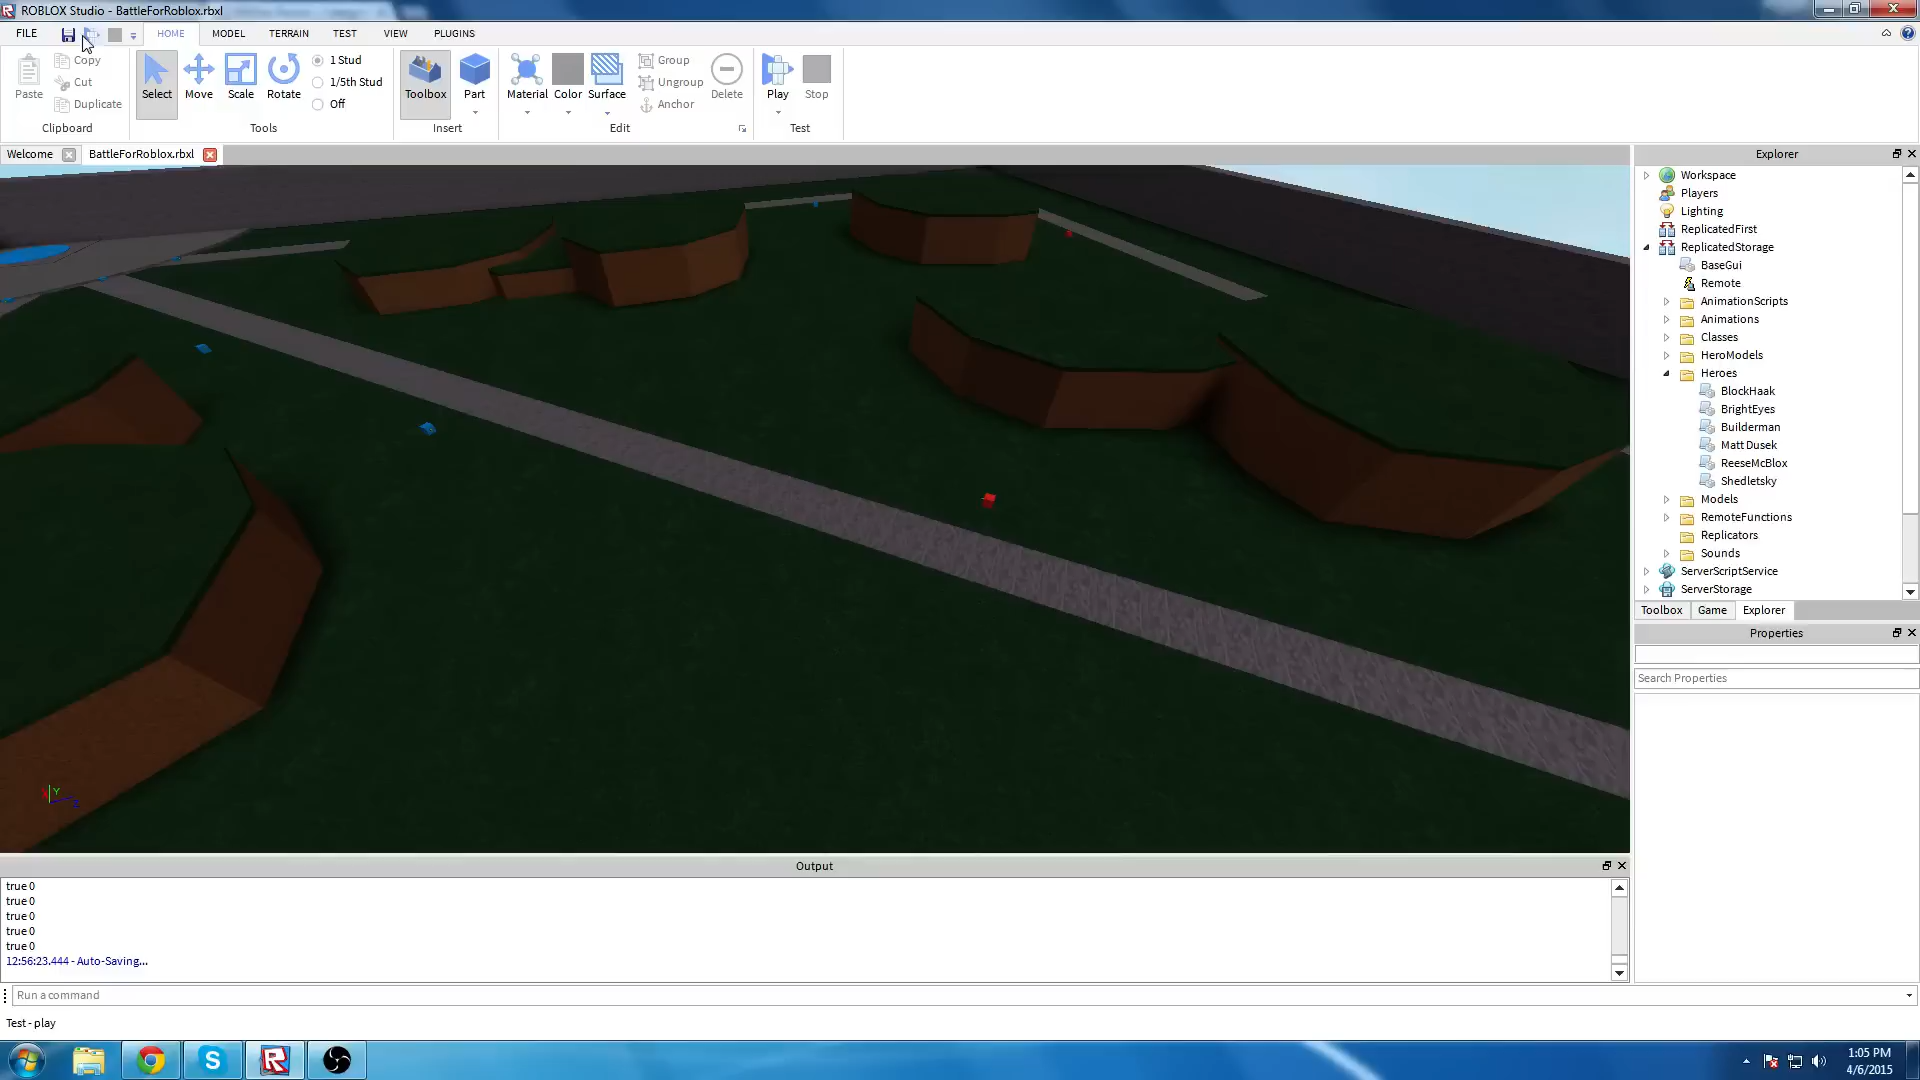 ROBLOX Studio - BattleForRoblox.rbxl
FILE HOME MODEL TERRAIN TEST VIEW PLUGINS
Paste
Copy
Cut
Duplicate
Clipboard
Select
Move
Scale
Rotate
1 Stud
1/5th Stud
Off
Tools
Toolbox
Part
Insert
Material
Color
Surface
Group
Ungroup
Anchor
Delete
Edit
Play
Stop
Test
Welcome
BattleForRoblox.rbxl
Explorer
Workspace
Players
Lighting
ReplicatedFirst
ReplicatedStorage
BaseGui
Remote
AnimationScripts
Animations
Classes
HeroModels
Heroes
BlockHaak
BrightEyes
Builderman
Matt Dusek
ReeseMcBlox
Shedletsky
Models
RemoteFunctions
Replicators
Sounds
ServerScriptService
ServerStorage
Toolbox Game Explorer
Properties
Search Properties
Y
Output
true 0
true 0
true 0
true 0
true 0
12:56:23.444 - Auto-Saving...
Run a command
Test - play
1:05 PM
4/6/2015